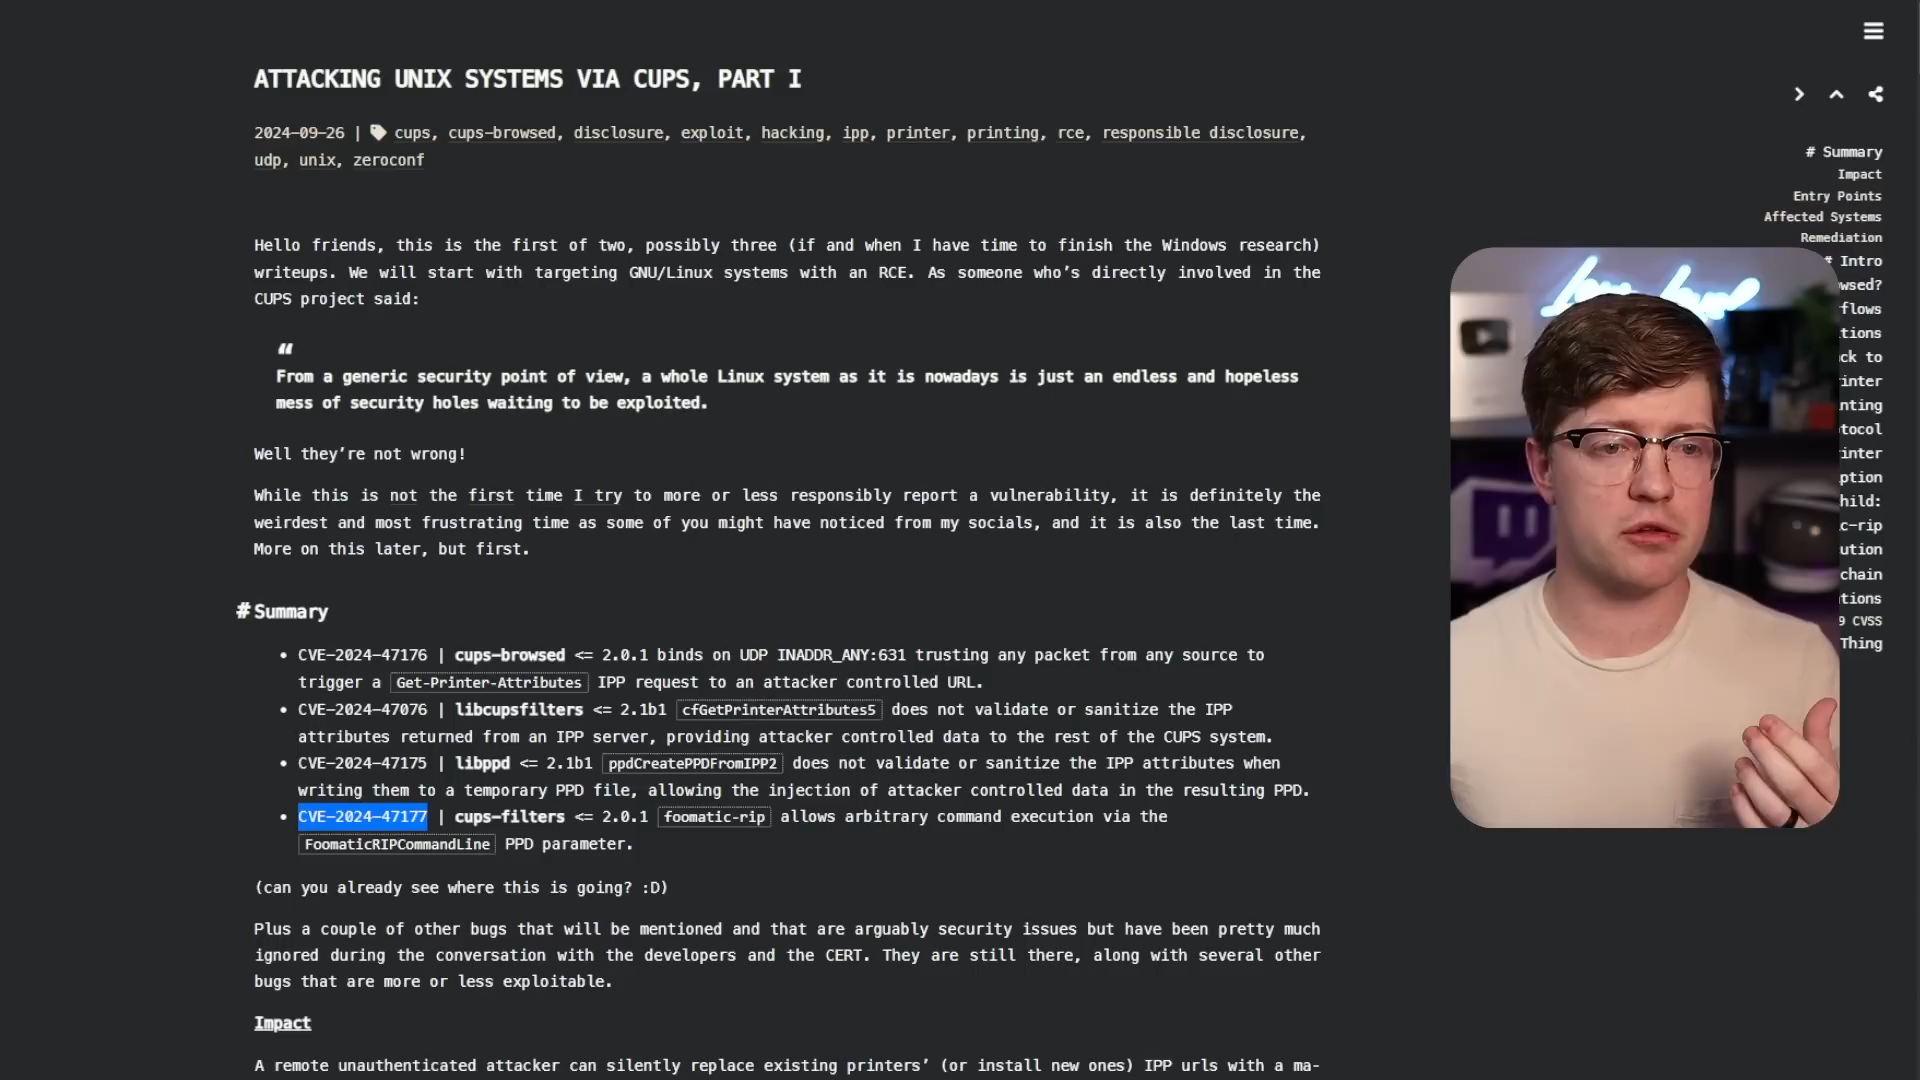 ATTACKING UNIX SYSTEMS VIA CUPS, PART I
2024-09-26 | cups, cups-browsed, disclosure, exploit, hacking, ipp, printer, printing, rce, responsible disclosure,
udp, unix, zeroconf
Hello friends, this is the first of two, possibly three (if and when I have time to finish the Windows research)
writeups. We will start with targeting GNU/Linux systems with an RCE. As someone who's directly involved in the
CUPS project said:
“
From a generic security point of view, a whole Linux system as it is nowadays is just an endless and hopeless
mess of security holes waiting to be exploited.
Well they're not wrong!
While this is not the first time I try to more or less responsibly report a vulnerability, it is definitely the
weirdest and most frustrating time as some of you might have noticed from my socials, and it is also the last time.
More on this later, but first.
# Summary
• CVE-2024-47176 | cups-browsed <= 2.0.1 binds on UDP INADDR_ANY:631 trusting any packet from any source to
trigger a Get-Printer-Attributes IPP request to an attacker controlled URL.
• CVE-2024-47076 | libcupsfilters <= 2.1b1 cfGetPrinterAttributes5 does not validate or sanitize the IPP
attributes returned from an IPP server, providing attacker controlled data to the rest of the CUPS system.
• CVE-2024-47175 | libppd <= 2.1b1 ppdCreatePPDFromIPP2 does not validate or sanitize the IPP attributes when
writing them to a temporary PPD file, allowing the injection of attacker controlled data in the resulting PPD.
• CVE-2024-47177 | cups-filters <= 2.0.1 foomatic-rip allows arbitrary command execution via the
FoomaticRIPCommandLine PPD parameter.
(can you already see where this is going? :D)
Plus a couple of other bugs that will be mentioned and that are arguably security issues but have been pretty much
ignored during the conversation with the developers and the CERT. They are still there, along with several other
bugs that are more or less exploitable.
Impact
A remote unauthenticated attacker can silently replace existing printers' (or install new ones) IPP urls with a ma-
# Summary
Impact
Entry Points
Affected Systems
Remediation
# Intro
wsed?
flows
tions
ck to
inter
nting
tocol
inter
ption
hild:
c-rip
ution
chain
tions
9 CVSS
Thing